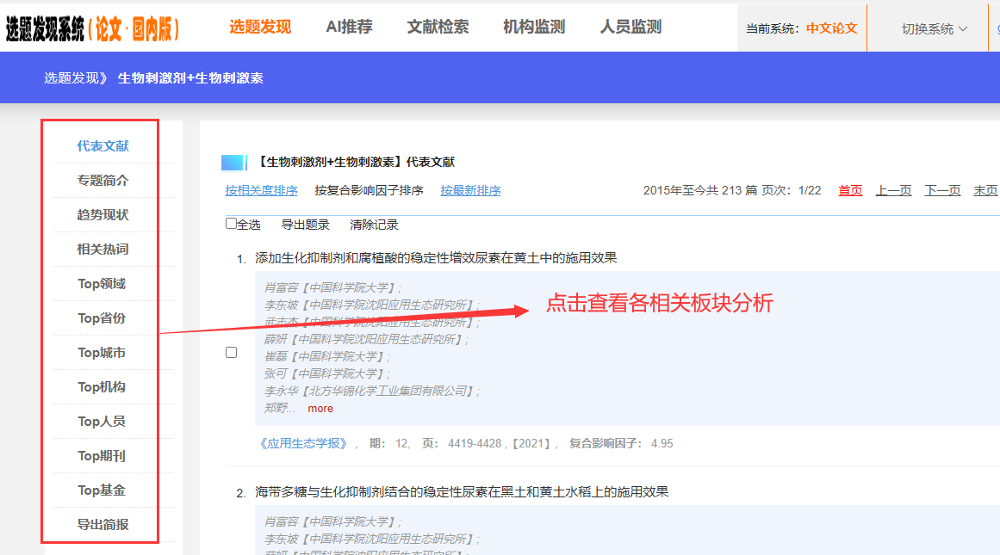 选题发现系统(论文·国内版)
选题发现 AI推荐 文献检索 机构监测 人员监测 当前系统：中文论文 切换系统
选题发现》 生物刺激剂+生物刺激素
代表文献
专题简介
趋势现状
相关热词
Top领域
Top省份
Top城市
Top机构
Top人员
Top期刊
Top基金
导出简报
【生物刺激剂+生物刺激素】代表文献
按相关度排序 按复合影响因子排序 按最新排序 2015年至今共 213 篇 页次：1/22 首页 上一页 下一页 末页
全选 导出题录 清除记录
1. 添加生化抑制剂和腐植酸的稳定性增效尿素在黄土中的施用效果
肖富容【中国科学院大学】;
李东坡【中国科学院沈阳应用生态研究所】;
武志杰【中国科学院沈阳应用生态研究所】;
薛妍【中国科学院沈阳应用生态研究所】;
崔磊【中国科学院大学】;
张可【中国科学院大学】;
李永华【北方华锦化学工业集团有限公司】;
郑野... more
点击查看各相关板块分析
《应用生态学报》, 期： 12, 页： 4419-4428 ,【2021】, 复合影响因子： 4.95
2. 海带多糖与生化抑制剂结合的稳定性尿素在黑土和黄土水稻上的施用效果
肖富容【中国科学院大学】;
李东坡【中国科学院沈阳应用生态研究所】;